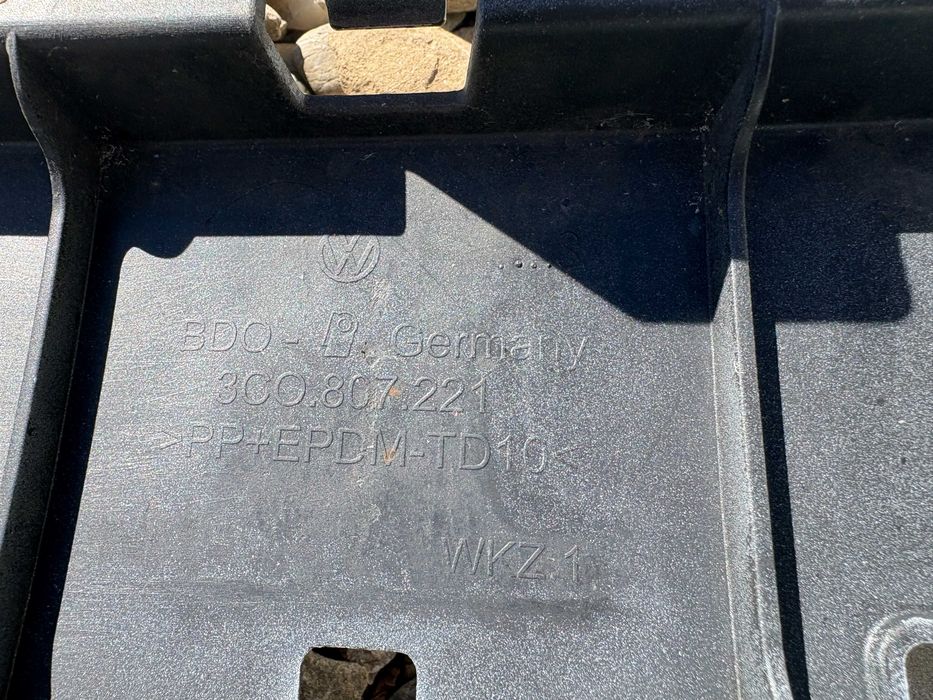 BDO - Germany
3C0.807.221
>PP+EPDM-TD10<
WKZ:1